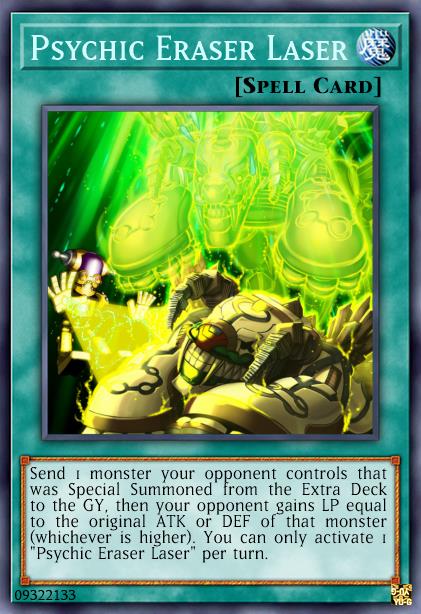 Psychic Eraser Laser 魔
[Spell Card]
Send 1 monster your opponent controls that
was Special Summoned from the Extra Deck
to the GY, then your opponent gains LP equal
to the original ATK or DEF of that monster
(whichever is higher). You can only activate 1
"Psychic Eraser Laser" per turn.
09322133